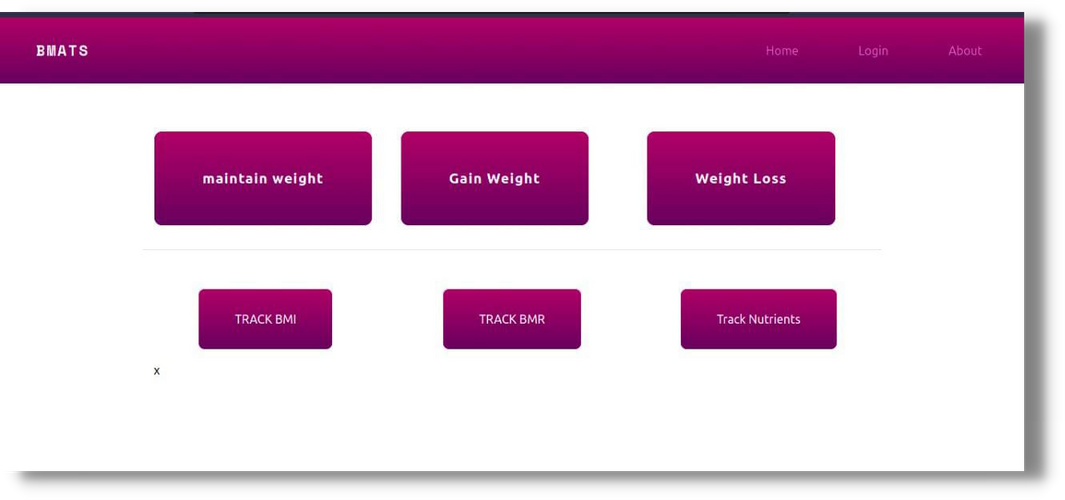 BMATS Home Login About
maintain weight Gain Weight Weight Loss
TRACK BMI TRACK BMR Track Nutrients
x